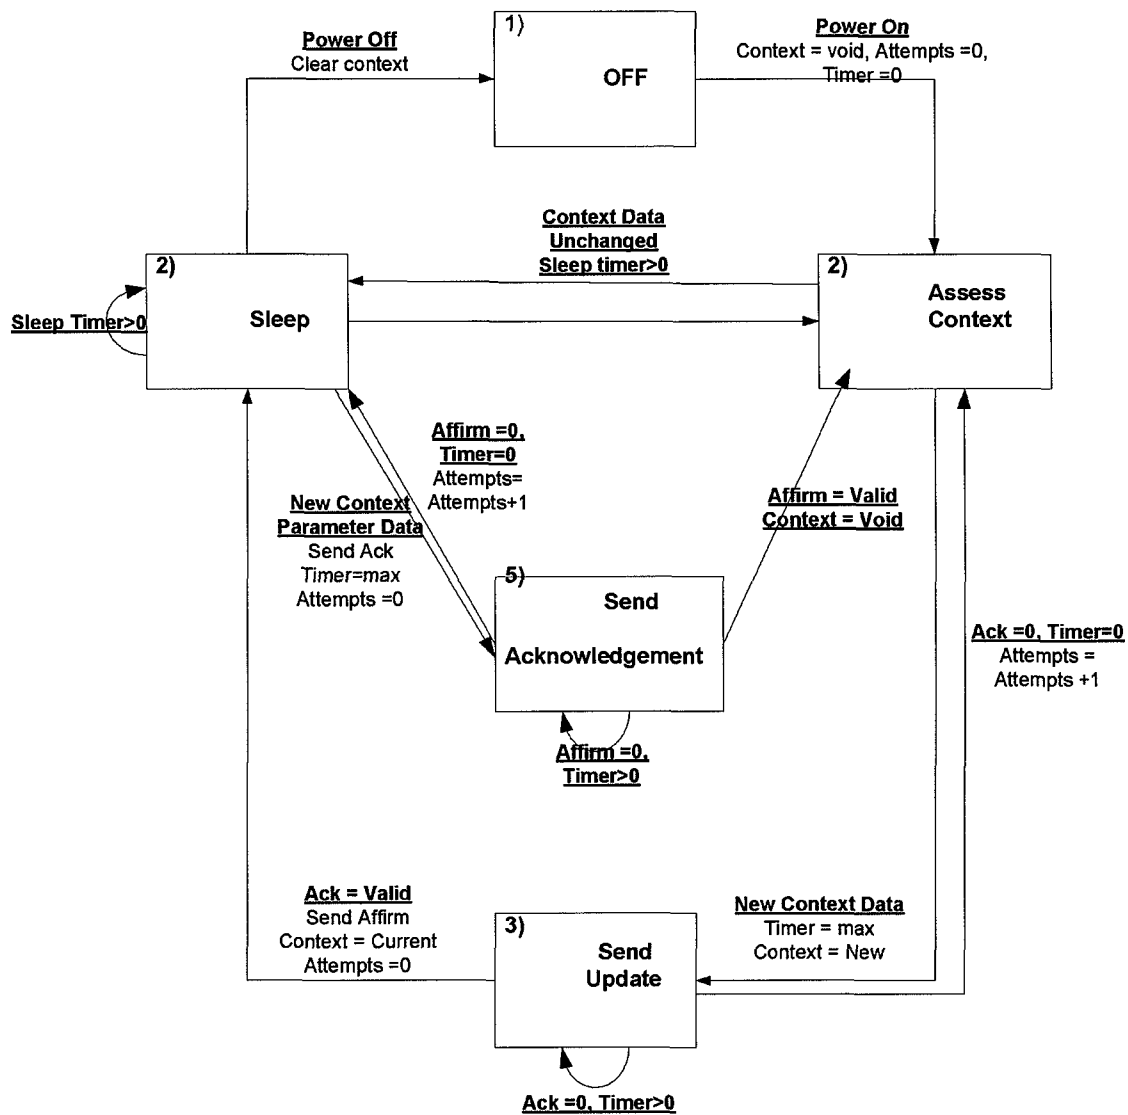 1)
OFF
Power Off
Clear context
Power On
Context = void, Attempts =0,
Timer =0
Context Data
Unchanged
Sleep timer>0
2)
Sleep
Sleep Timer>0
2)
Assess
Context
Affirm =0,
Timer=0
Attempts=
Attempts+1
New Context
Parameter Data
Send Ack
Timer=max
Attempts =0
Affirm = Valid
Context = Void
5)
Send
Acknowledgement
Affirm =0,
Timer>0
Ack =0, Timer=0
Attempts =
Attempts +1
Ack = Valid
Send Affirm
Context = Current
Attempts =0
New Context Data
Timer = max
Context = New
3)
Send
Update
Ack =0, Timer>0